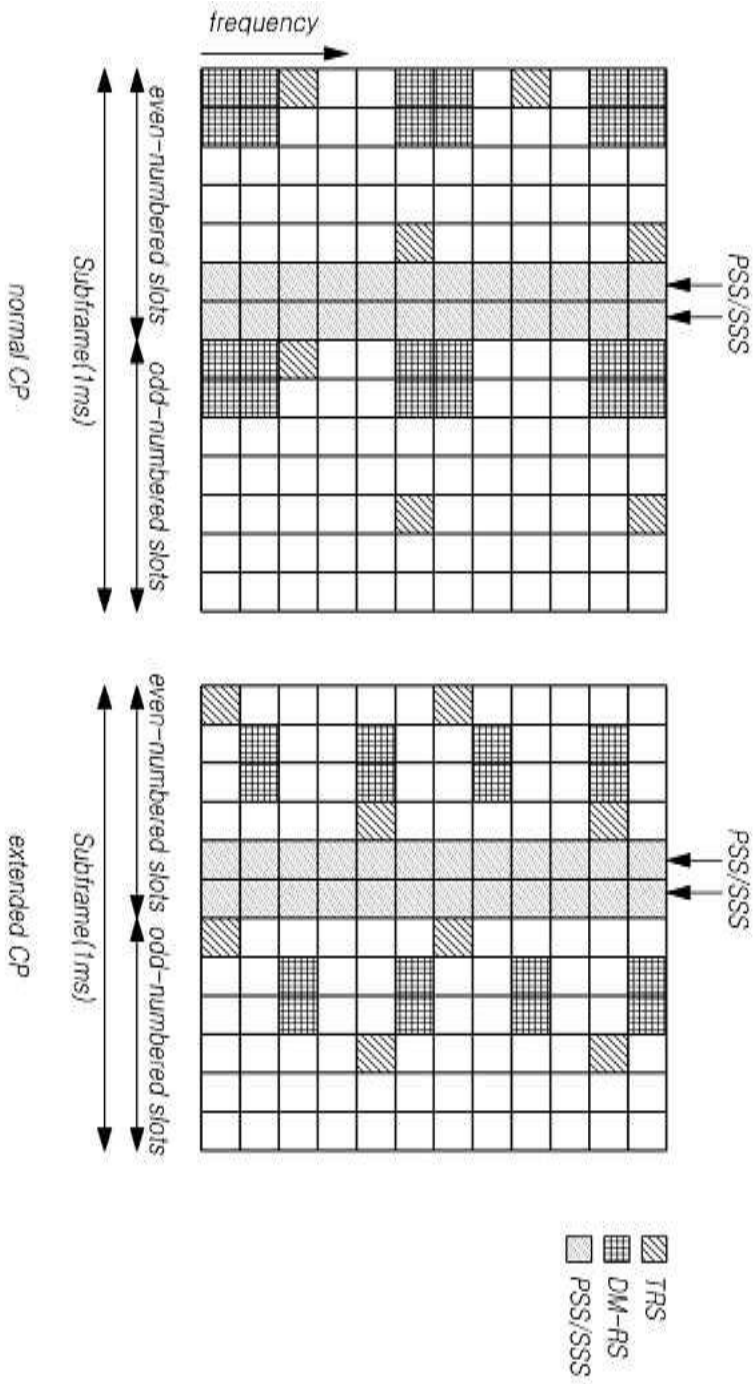 frequency
PSS/SSS
even-numbered slots
odd-numbered slots
Subframe(1ms)
normal CP
PSS/SSS
even-numbered slots
odd-numbered slots
Subframe(1ms)
extended CP
TRS
DM-RS
PSS/SSS